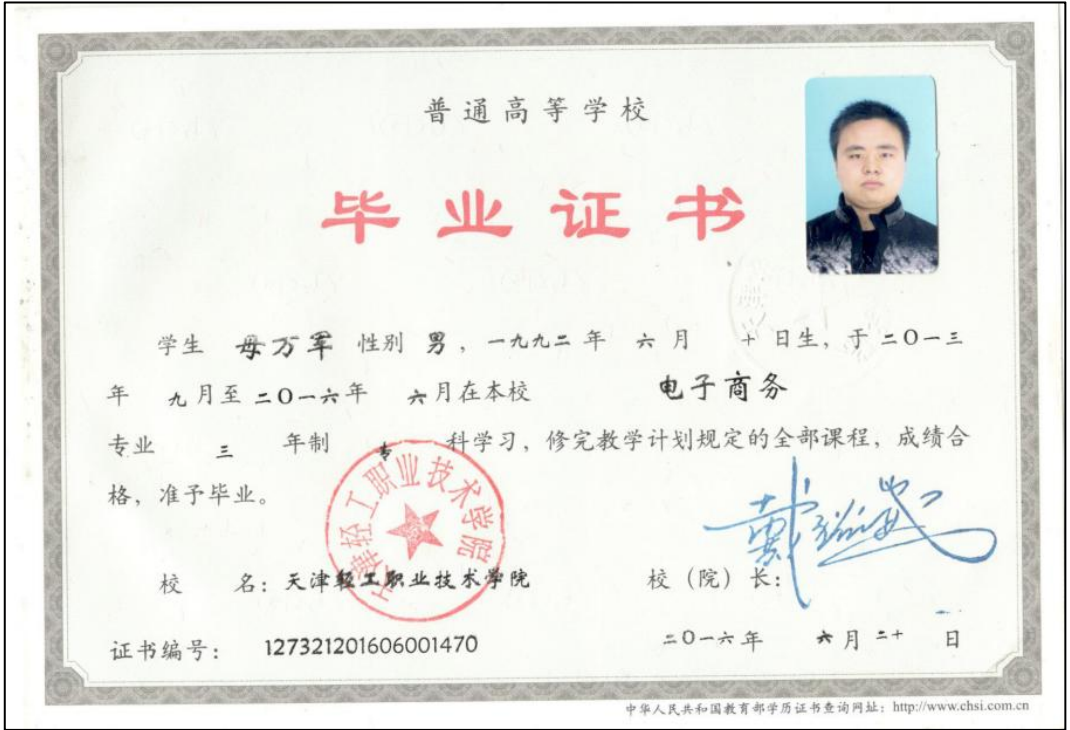 普通高等学校
毕业证书
学生 毋万军 性别 男，一九九二 年 六 月 十 日生，于 二O一三
年 九 月至 二O一六 年 六 月在本校 电子商务
专业 三 年制 专 科学习，修完教学计划规定的全部课程，成绩合
格，准予毕业。
天津轻工职业技术学院
校 名：天津轻工职业技术学院 校（院）长：
证书编号： 127321201606001470 二O一六 年 六 月 二十 日
中华人民共和国教育部学历证书查询网址：http://www.chsi.com.cn